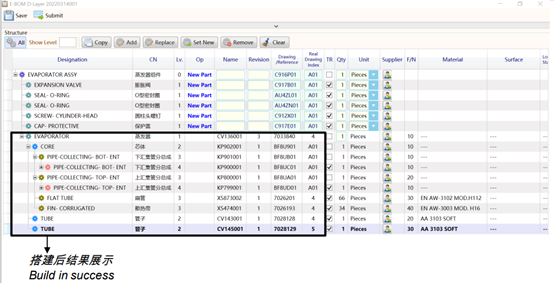 E-BOM D-Layer 20220314001
Save Submit
Structure
All Show Level Copy Add Replace Set New Remove Clear
Designation CN Lv. Op Name Revision Drawing /Reference Real Drawing Index TR Qty Unit Supplier F/N Material Surface
EVAPORATOR ASSY 蒸发器组件 0 New Part C916P01 A01 1 Pieces
EXPANSION VALVE 膨胀阀 1 New Part C917B01 A01 1 Pieces
SEAL- O-RING O型密封圈 1 New Part AU4ZL01 A01 1 Pieces
SEAL- O-RING O型密封圈 1 New Part AU4ZN01 A01 1 Pieces
SCREW- CYLINDER-HEAD 圆柱头螺钉 1 New Part C912X01 A01 1 Pieces
CAP- PROTECTIVE 保护盖 1 New Part C917E01 A01 1 Pieces
EVAPORATOR 蒸发器 1 CV136001 3 7033840 4 1 Pieces 10 ---
CORE 芯体 2 KP902001 1 BF8U901 A01 1 Pieces 10 --- --- ---
PIPE-COLLECTING- BOT - ENT 下汇集管分总成 3 KP901001 1 BF8UB01 A01 1 Pieces 10 --- --- ---
PIPE-COLLECTING- BOT - ENT 下汇集管分总成 4 KP800001 1 BF8UC01 A01 1 Pieces 10 --- --- ---
PIPE-COLLECTING- TOP - ENT 上汇集管分总成 3 KP900001 1 BF8UA01 A01 1 Pieces 20 --- --- ---
PIPE-COLLECTING- TOP - ENT 上汇集管分总成 4 KP799001 1 BF8UD01 A01 1 Pieces 10 --- --- ---
FLAT TUBE 扁管 3 XS873002 4 7026201 4 66 Pieces 30 EN AW-3102 MOD.H112 --- ---
FIN- CORRUGATED 散热带 3 XS474001 1 7026193 4 34 Pieces 40 EN AW-3003 MOD. H16 --- ---
TUBE 管子 2 CV143001 1 7028128 4 1 Pieces 20 AA 3103 SOFT --- ---
TUBE 管子 2 CV145001 1 7028129 5 1 Pieces 30 AA 3103 SOFT --- ---
搭建后结果展示
Build in success